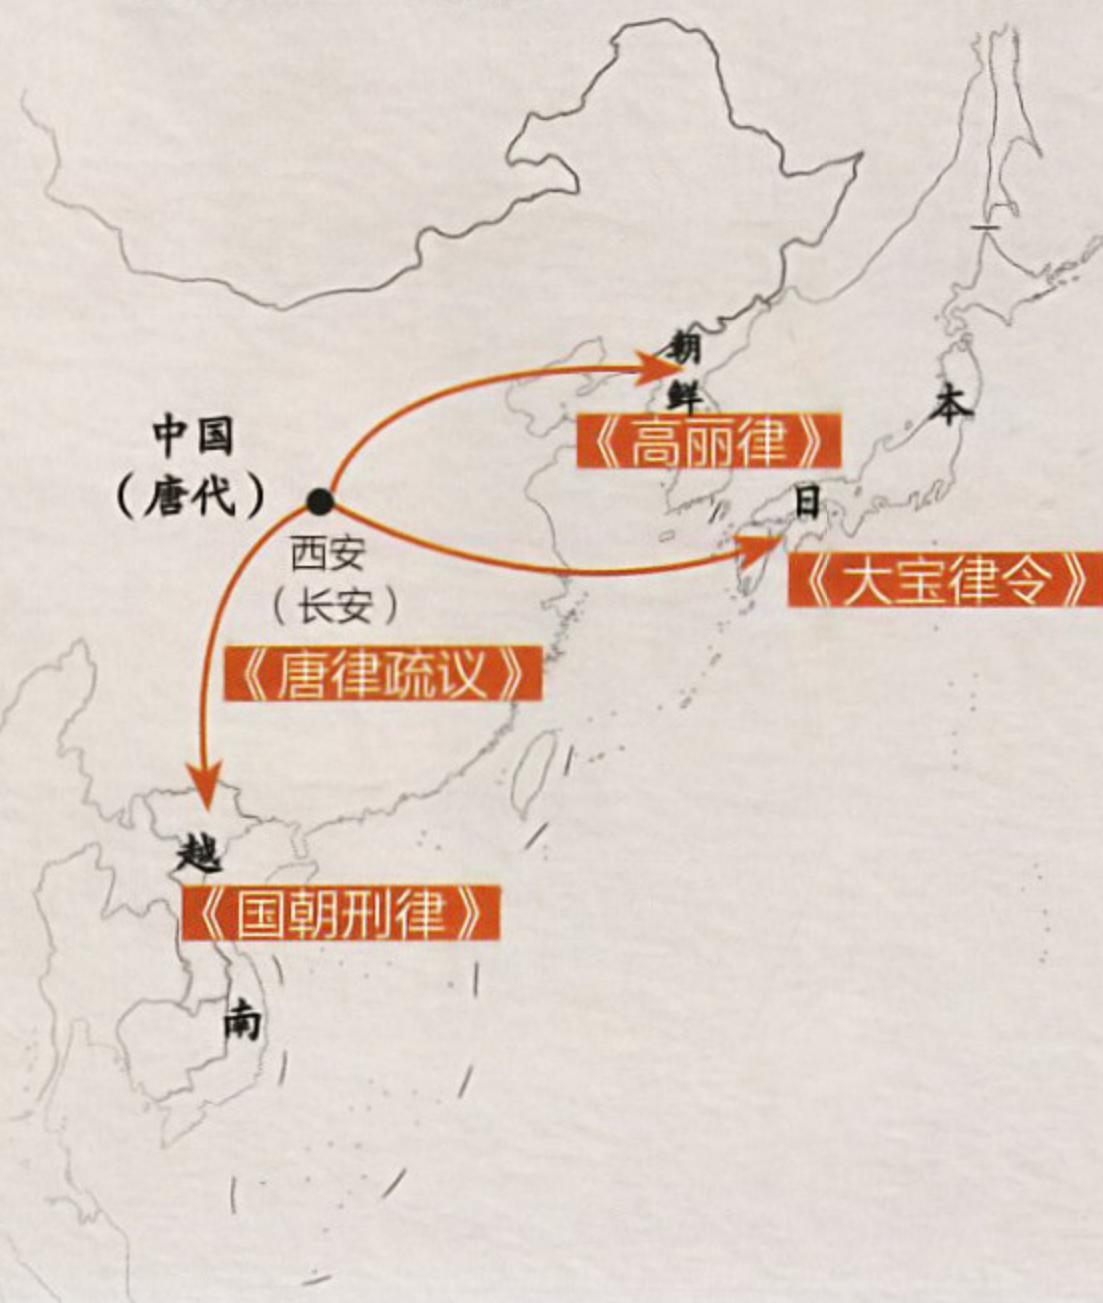 朝
鲜
中国
（唐代）
《高丽律》
本
日
西安
（长安）
《大宝律令》
《唐律疏议》
越
《国朝刑律》
南